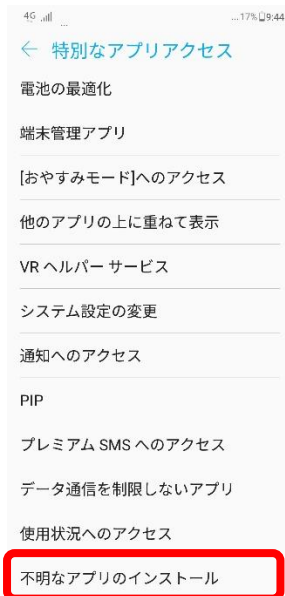 4G ... ...17% 9:44
← 特別なアプリアクセス
電池の最適化
端末管理アプリ
[おやすみモード]へのアクセス
他のアプリの上に重ねて表示
VR ヘルパー サービス
システム設定の変更
通知へのアクセス
PIP
プレミアム SMS へのアクセス
データ通信を制限しないアプリ
使用状況へのアクセス
不明なアプリのインストール